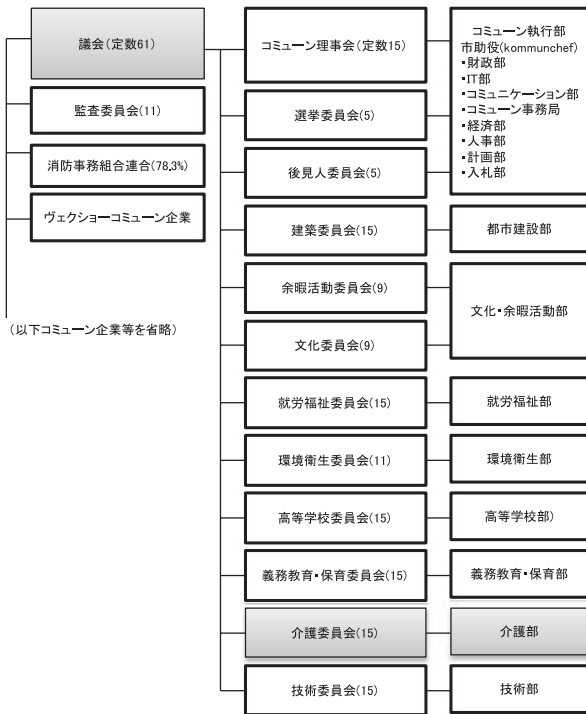 議会(定数61)
監査委員会(11)
消防事務組合連合(78.3%)
ヴェクショーコミューン企業
(以下コミューン企業等を省略)
コミューン理事会(定数15)
選挙委員会(5)
後見人委員会(5)
建築委員会(15)
余暇活動委員会(9)
文化委員会(9)
就労福祉委員会(15)
環境衛生委員会(11)
高等学校委員会(15)
義務教育・保育委員会(15)
介護委員会(15)
技術委員会(15)
コミューン執行部
市助役(kommunchef)
・財政部
・IT部
・コミュニケーション部
・コミューン事務局
・経済部
・人事部
・計画部
・入札部
都市建設部
文化・余暇活動部
就労福祉部
環境衛生部
高等学校部)
義務教育・保育部
介護部
技術部